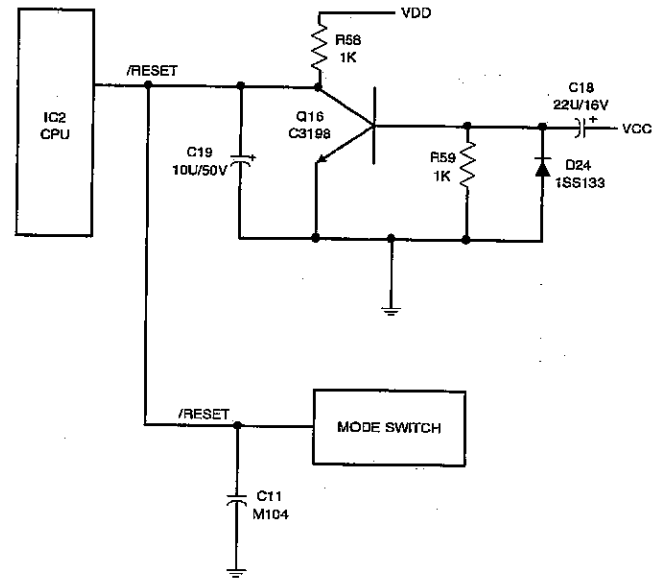 VDD
R58
1K
/RESET
IC2
CPU
Q16
C3198
C19
10U/50V
C18
22U/16V
+
VCC
R59
1K
D24
1SS133
+
/RESET
MODE SWITCH
C11
M104